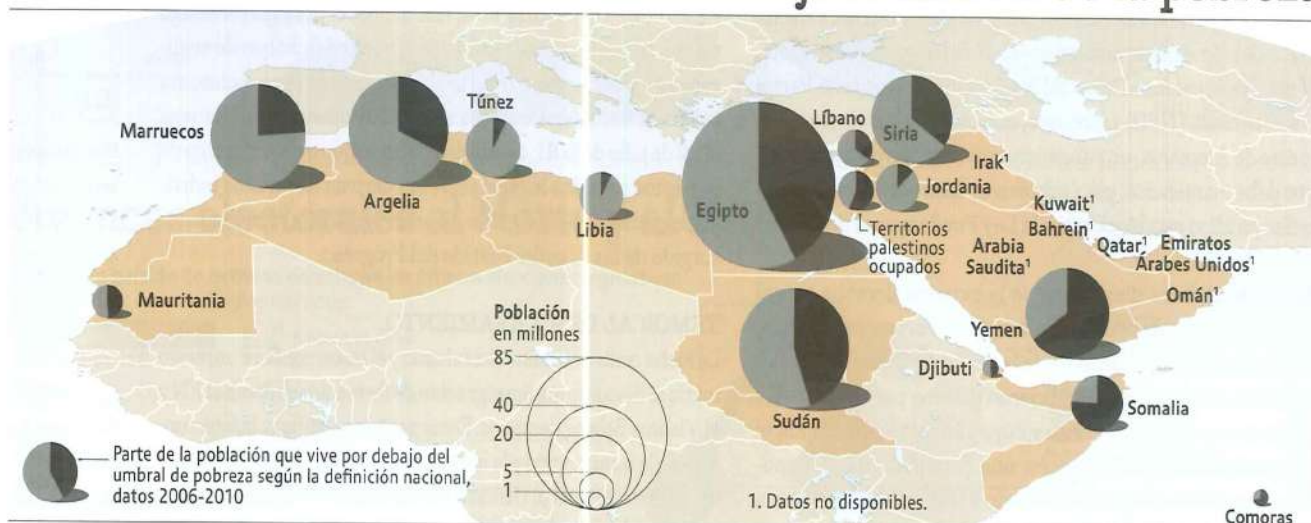 Marruecos
Argelia
Túnez
Libia
Egipto
Líbano
Siria
Irak¹
Jordania
Territorios
palestinos
ocupados
Kuwait¹
Bahrein¹
Qatar¹
Emiratos
Árabes Unidos¹
Arabia
Saudita¹
Omán¹
Yemen
Mauritania
Sudán
Djibuti
Somalia
Comoras
Población
en millones
85
40
20
5
1
Parte de la población que vive por debajo del
umbral de pobreza según la definición nacional,
datos 2006-2010
1. Datos no disponibles.